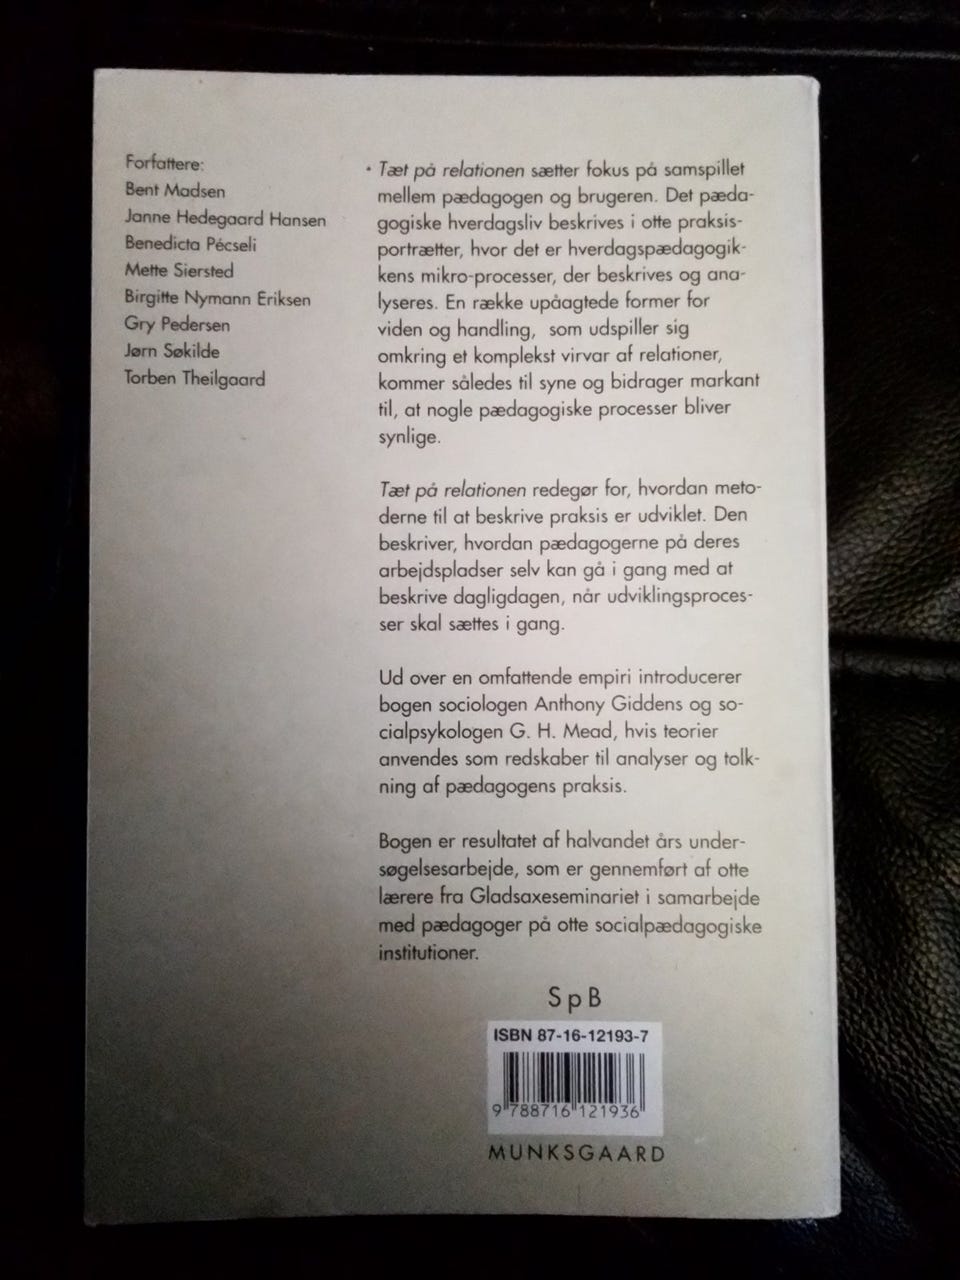 Forfattere:
Bent Madsen
Janne Hedegaard Hansen
Benedicta Pécseli
Mette Siersted
Birgitte Nymann Eriksen
Gry Pedersen
Jørn Søkilde
Torben Theilgaard
• Tæt på relationen sætter fokus på samspillet
mellem pædagogen og brugeren. Det pæda-
gogiske hverdagsliv beskrives i otte praksis-
portrætter, hvor det er hverdagspædagogik-
kens mikro-processer, der beskrives og ana-
lyseres. En række upåagtede former for
viden og handling, som udspiller sig
omkring et komplekst virvar af relationer,
kommer således til syne og bidrager markant
til, at nogle pædagogiske processer bliver
synlige.
Tæt på relationen redegør for, hvordan meto-
derne til at beskrive praksis er udviklet. Den
beskriver, hvordan pædagogerne på deres
arbejdspladser selv kan gå i gang med at
beskrive dagligdagen, når udviklingsproces-
ser skal sættes i gang.
Ud over en omfattende empiri introducerer
bogen sociologen Anthony Giddens og so-
cialpsykologen G. H. Mead, hvis teorier
anvendes som redskaber til analyser og tolk-
ning af pædagogens praksis.
Bogen er resultatet af halvandet års under-
søgelsesarbejde, som er gennemført af otte
lærere fra Gladsaxeseminariet i samarbejde
med pædagoger på otte socialpædagogiske
institutioner.
SpB
ISBN 87-16-12193-7
9 788716 121936
MUNKSGAARD